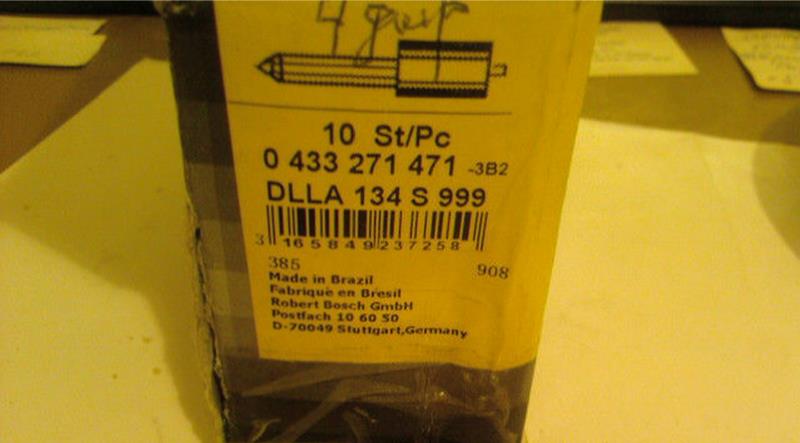 10 St/Pc
0 433 271 471 -3B2
DLLA 134 S 999
3 165849 237258
385 908
Made in Brazil
Fabriqué en Bresil
Robert Bosch GmbH
Postfach 10 60 50
D-70049 Stuttgart,Germany